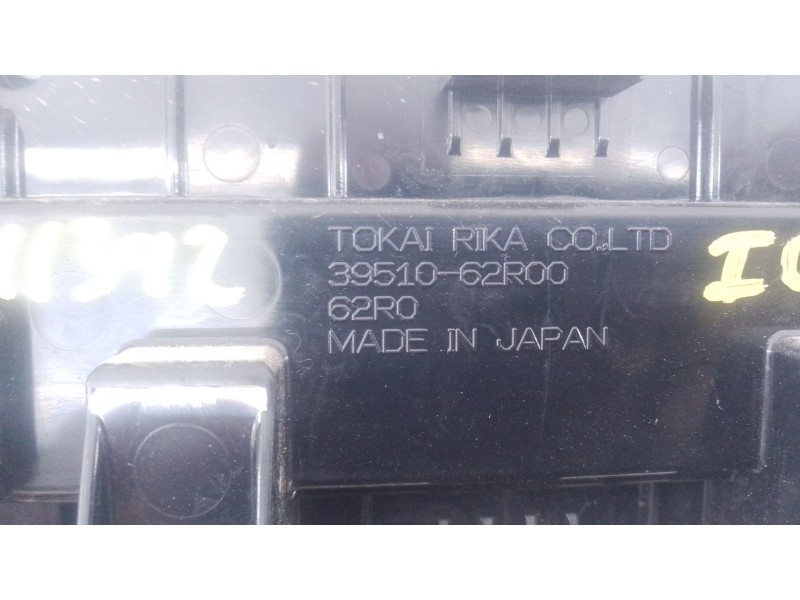 TOKAI RIKA CO.LTD
39510-62R00
62R0
MADE IN JAPAN